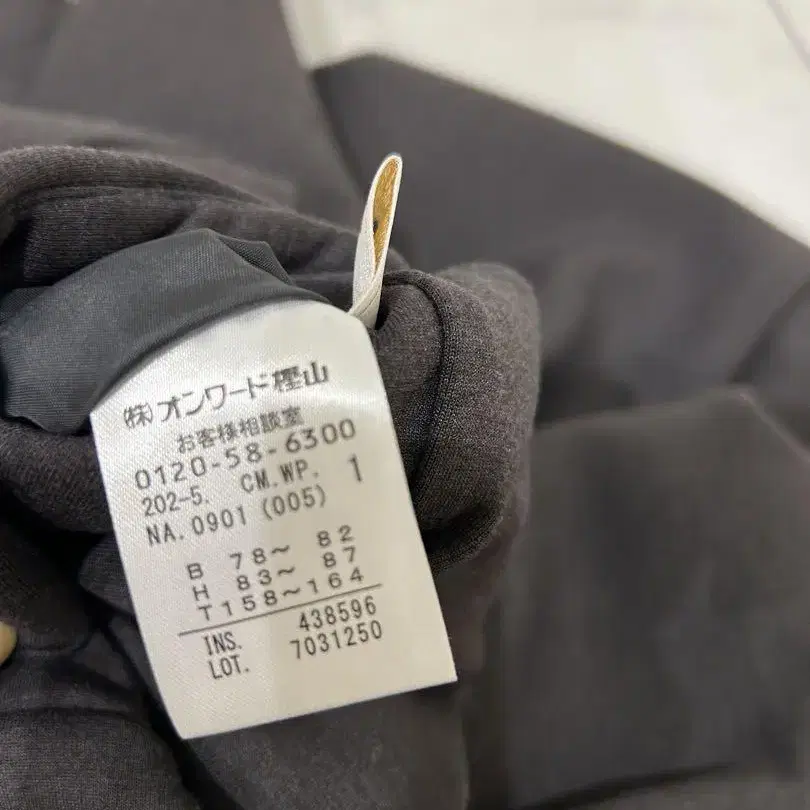 (株)オンワード樫山
お客様相談室
0120-58-6300
202-5. CM.WP. 1
NA.0901 (005)
B 78～ 82
H 83～ 87
T158～164
INS. 438596
LOT. 7031250